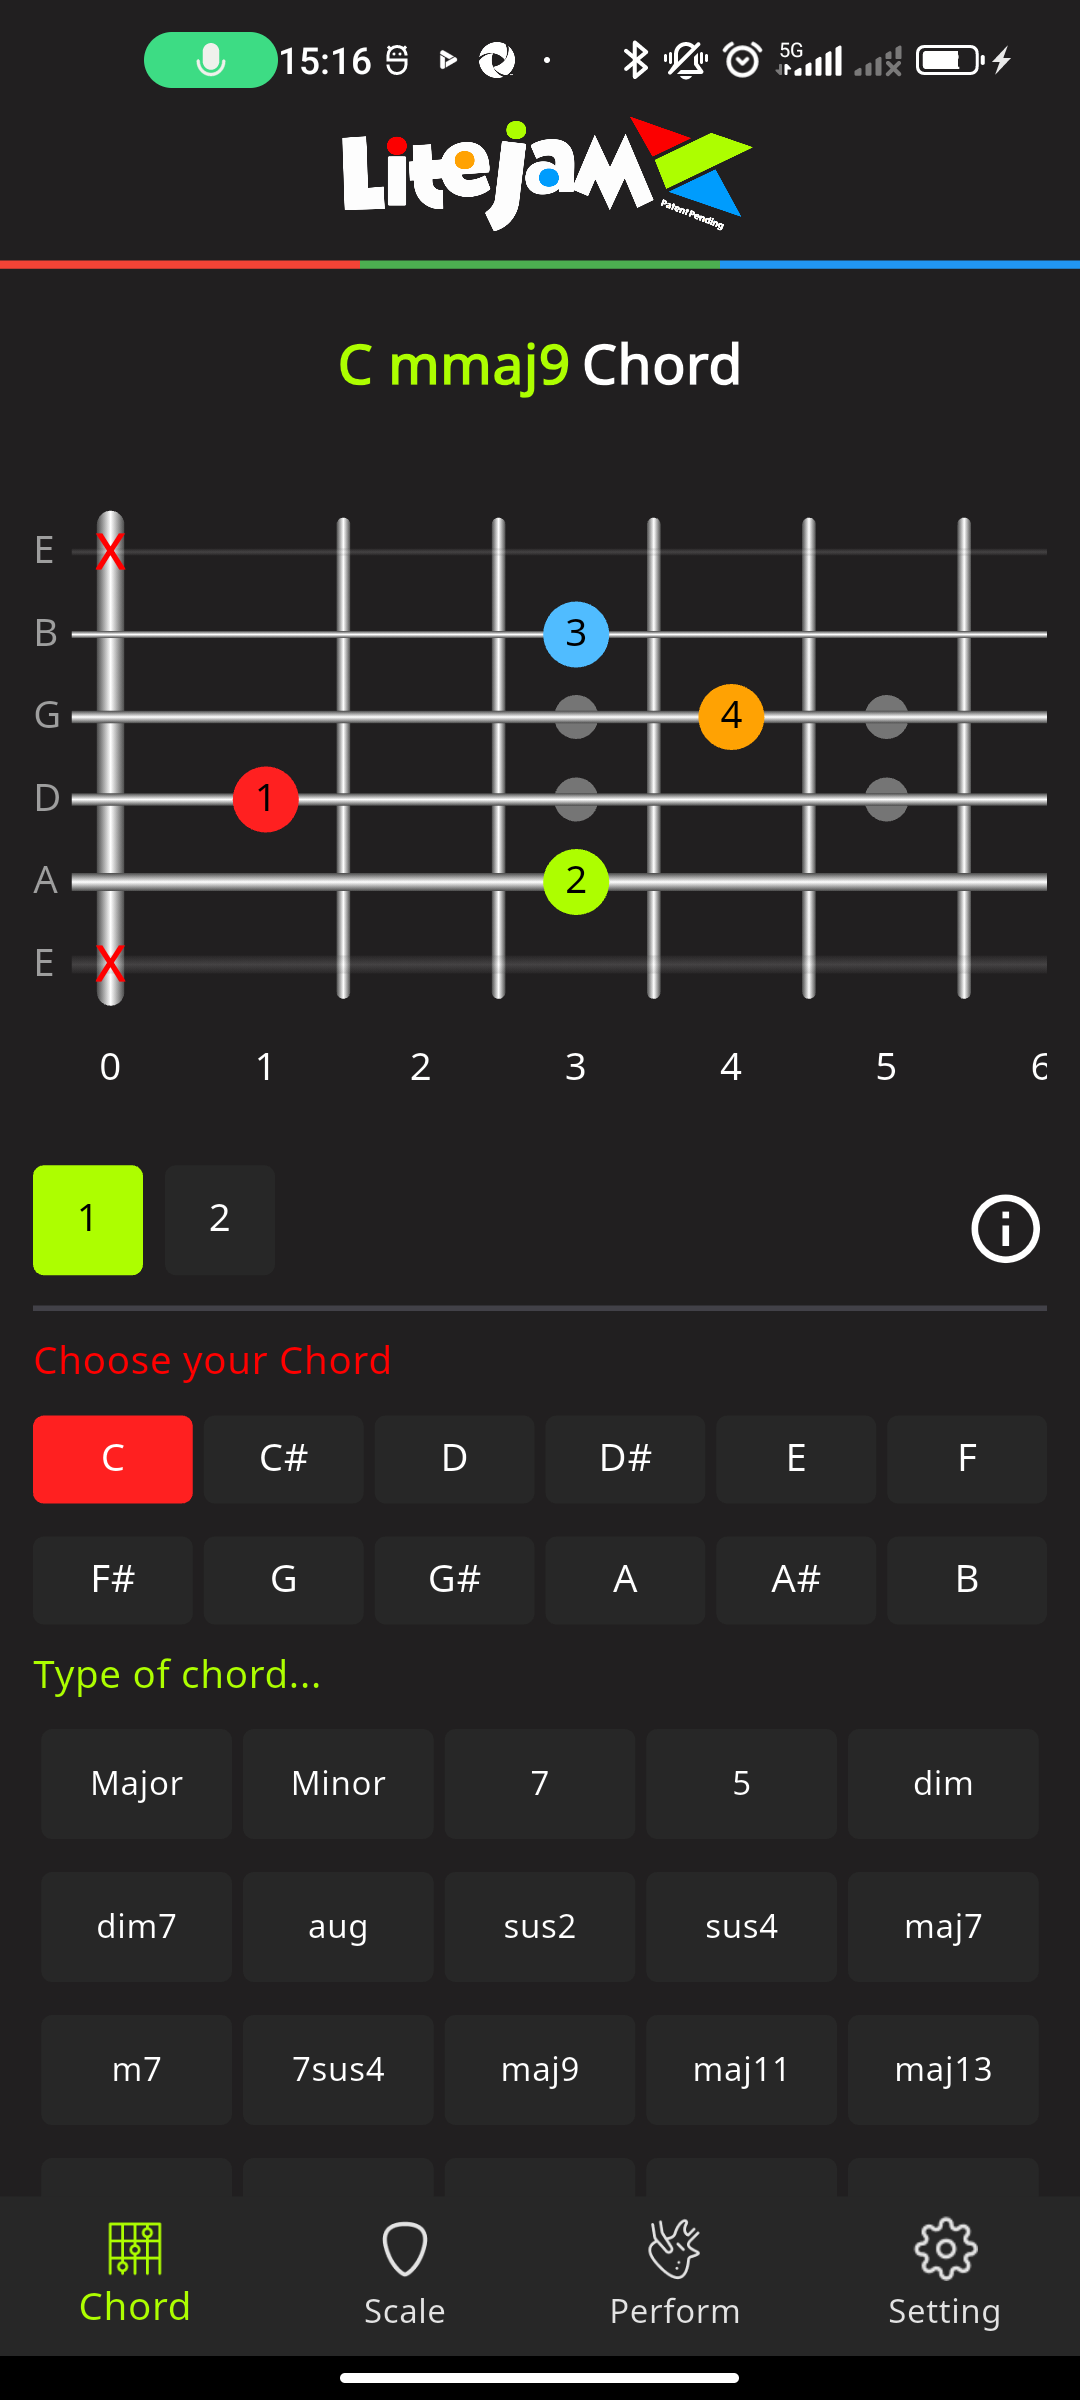 15:16 5G
Litejam
Patent Pending
C mmaj9 Chord
E X
B 3
G 4
D 1
A 2
E X
0 1 2 3 4 5 6
1 2
Choose your Chord
C C# D D# E F
F# G G# A A# B
Type of chord...
Major Minor 7 5 dim
dim7 aug sus2 sus4 maj7
m7 7sus4 maj9 maj11 maj13
Chord Scale Perform Setting